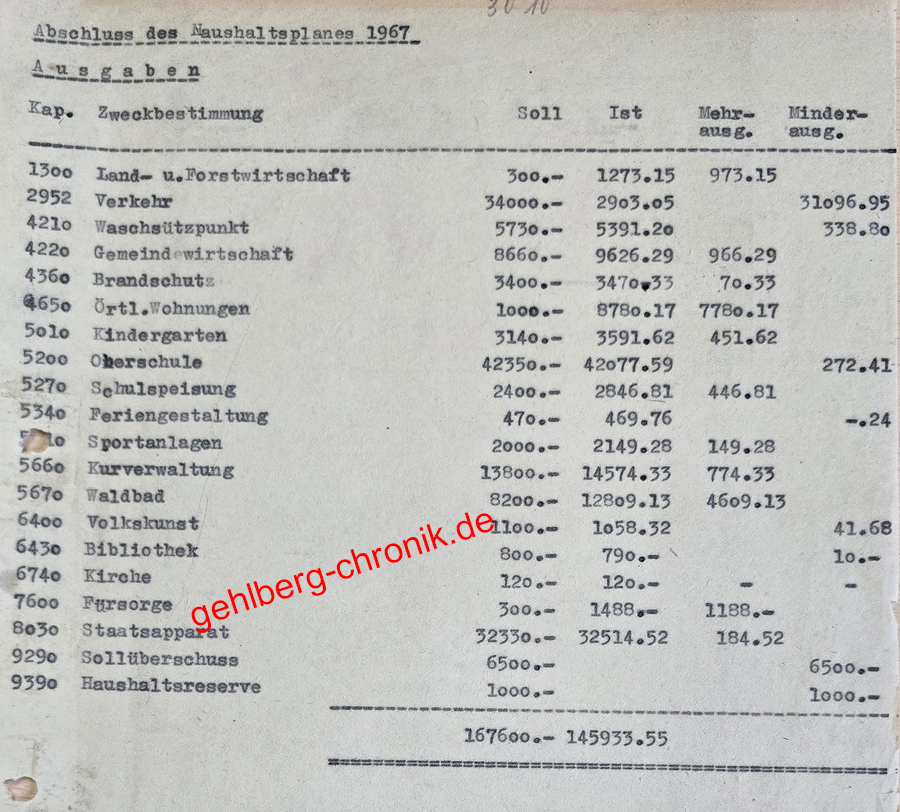 30 10
Abschluss des Haushaltsplanes 1967
Ausgaben
Kap. Zweckbestimmung Soll Ist Mehr- Minder-
ausg. ausg.
1300 Land- u.Forstwirtschaft 300.- 1273.15 973.15
2952 Verkehr 34000.- 2903.05 31096.95
4210 Waschsützpunkt 5730.- 5391.20 338.80
4220 Gemeindewirtschaft 8660.- 9626.29 966.29
4360 Brandschutz 3400.- 3470.33 70.33
4650 Örtl.Wohnungen 1000.- 8780.17 7780.17
5010 Kindergarten 3140.- 3591.62 451.62
5200 Oberschule 42350.- 42077.59 272.41
5270 Schulspeisung 2400.- 2846.81 446.81
5340 Feriengestaltung 470.- 469.76 -.24
Sportanlagen 2000.- 2149.28 149.28
5660 Kurverwaltung 13800.- 14574.33 774.33
5670 Waldbad 8200.- 12809.13 4609.13
6400 Volkskunst 1100.- 1058.32 41.68
6430 Bibliothek 800.- 790.- 10.-
6740 Kirche 120.- 120.- - -
7600 Fürsorge 300.- 1488.- 1188.-
8030 Staatsapparat 32330.- 32514.52 184.52
9290 Sollüberschuss 6500.- 6500.-
9390 Haushaltsreserve 1000.- 1000.-
167600.- 145933.55
gehlberg-chronik.de